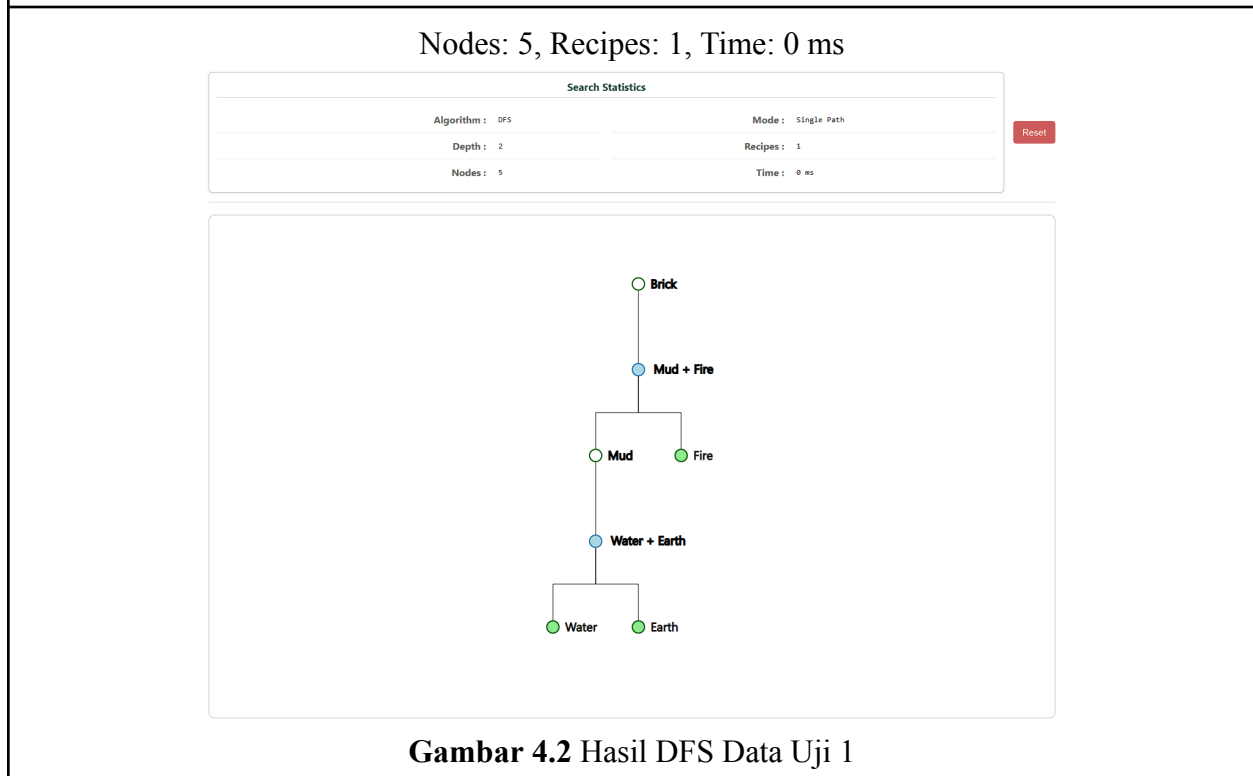 Nodes: 5, Recipes: 1, Time: 0 ms
Search Statistics
Algorithm : DFS Mode : Single Path
Depth : 2 Recipes : 1
Nodes : 5 Time : 0 ms
Reset
Brick
Mud + Fire
Mud Fire
Water + Earth
Water Earth
Gambar 4.2 Hasil DFS Data Uji 1